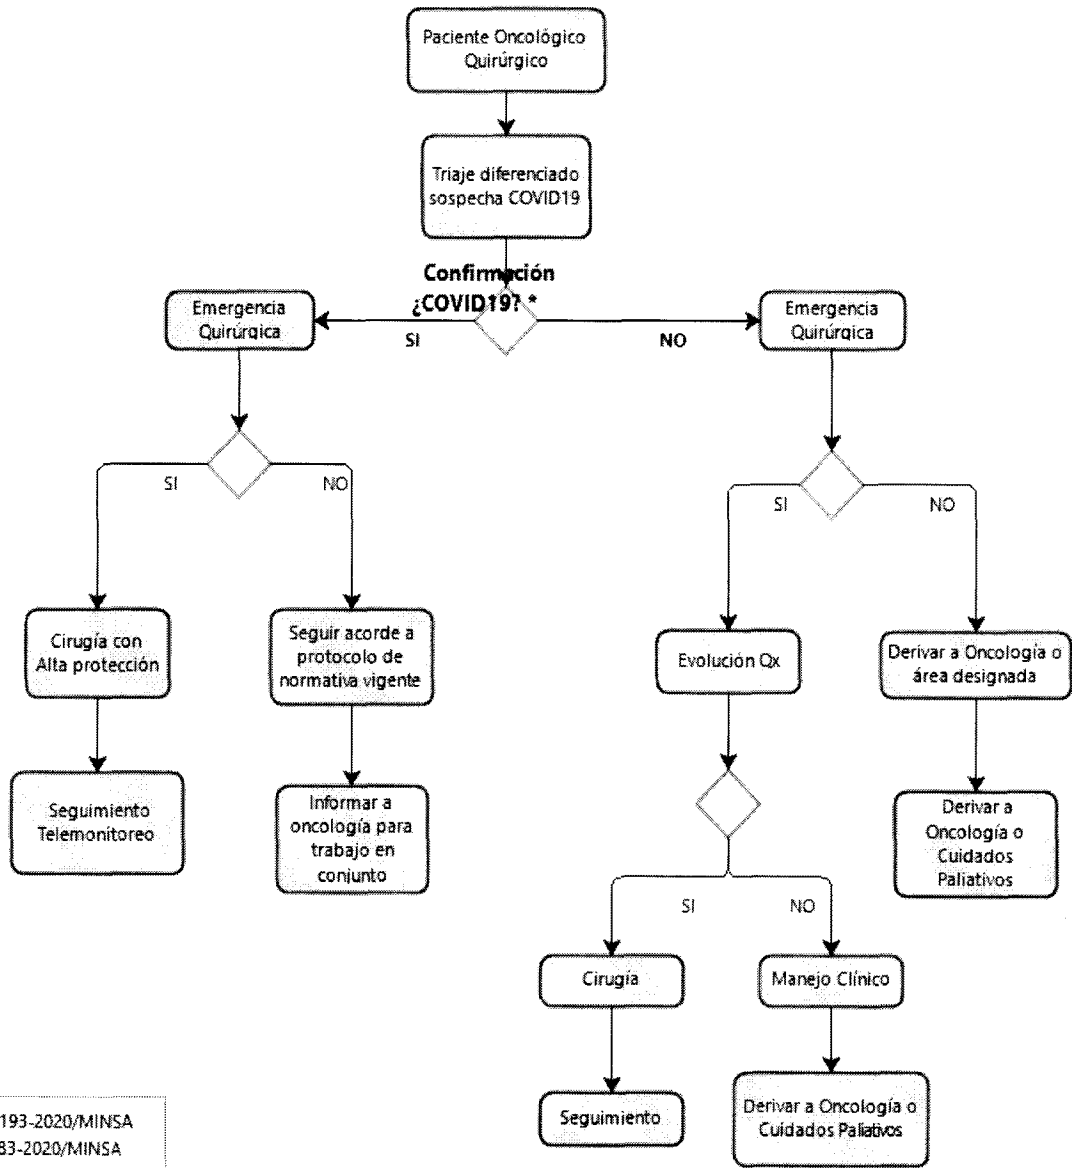 Paciente Oncológico
Quirúrgico
Triaje diferenciado
sospecha COVID19
Confirmación
¿COVID19? *
SI
NO
Emergencia
Quirúrgica
Emergencia
Quirúrgica
SI
NO
SI
NO
Cirugía con
Alta protección
Seguir acorde a
protocolo de
normativa vigente
Evolución Qx
Derivar a Oncología o
área designada
Seguimiento
Telemonitoreo
Informar a
oncología para
trabajo en
conjunto
Derivar a
Oncología o
Cuidados
Paliativos
SI
NO
Cirugía
Manejo Clínico
Seguimiento
Derivar a Oncología o
Cuidados Paliativos
193-2020/MINSA
83-2020/MINSA